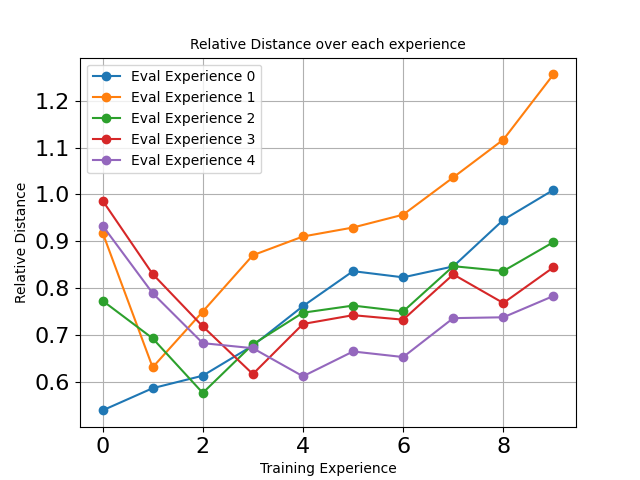 Relative Distance over each experience
Eval Experience 0
Eval Experience 1
Eval Experience 2
Eval Experience 3
Eval Experience 4
1.2
1.1
1.0
0.9
0.8
0.7
0.6
Relative Distance
0 2 4 6 8
Training Experience